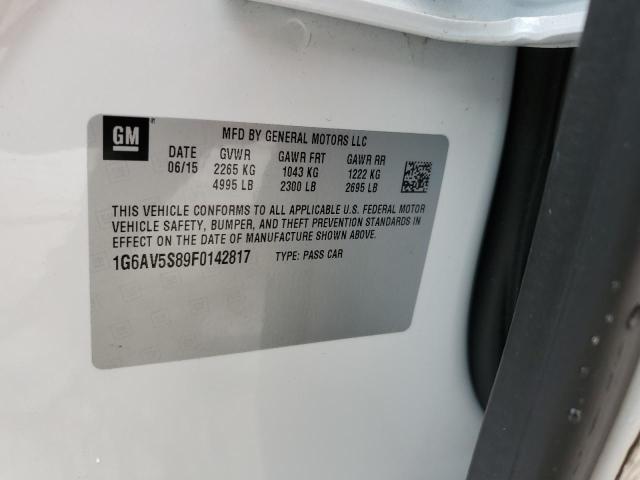 GM
MFD BY GENERAL MOTORS LLC
DATE GVWR GAWR FRT GAWR RR
06/15 2265 KG 1043 KG 1222 KG
4995 LB 2300 LB 2695 LB
THIS VEHICLE CONFORMS TO ALL APPLICABLE U.S. FEDERAL MOTOR
VEHICLE SAFETY, BUMPER, AND THEFT PREVENTION STANDARDS IN
EFFECT ON THE DATE OF MANUFACTURE SHOWN ABOVE.
1G6AV5S89F0142817 TYPE: PASS CAR